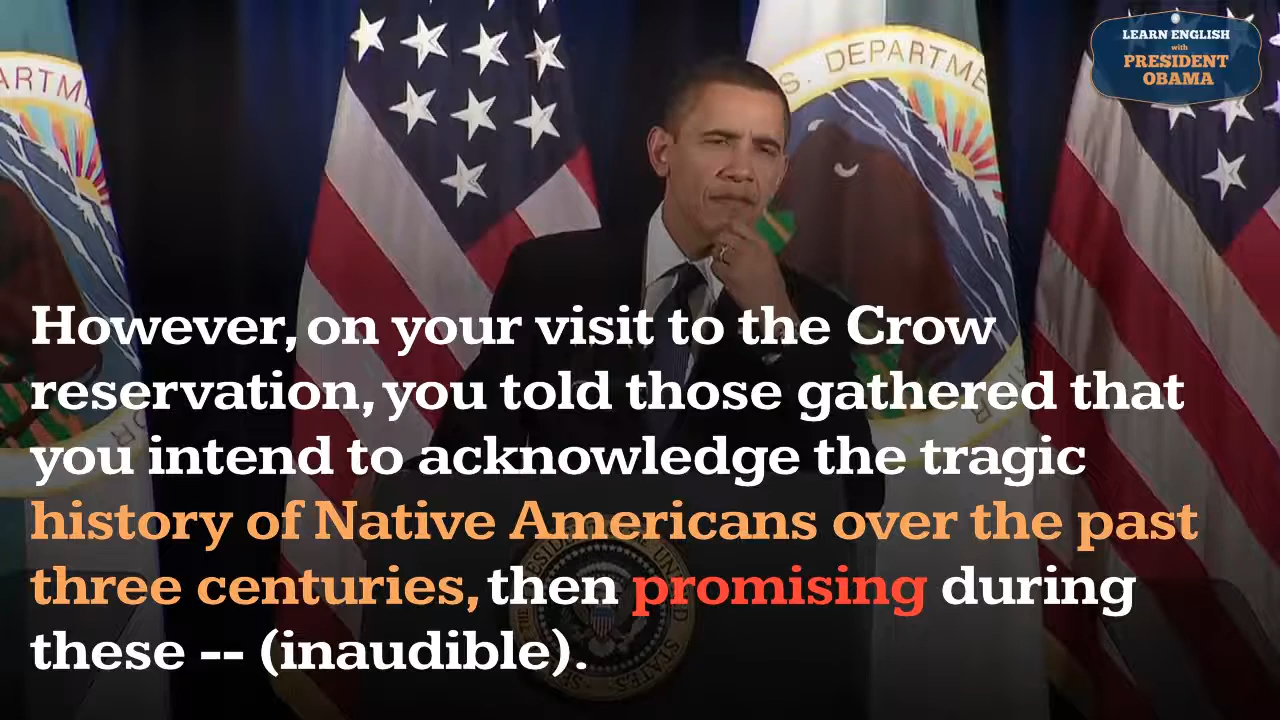 LEARN ENGLISH
with
PRESIDENT
OBAMA
ARTM
S. DEPARTME
However, on your visit to the Crow
reservation, you told those gathered that
you intend to acknowledge the tragic
history of Native Americans over the past
three centuries, then promising during
these -- (inaudible).